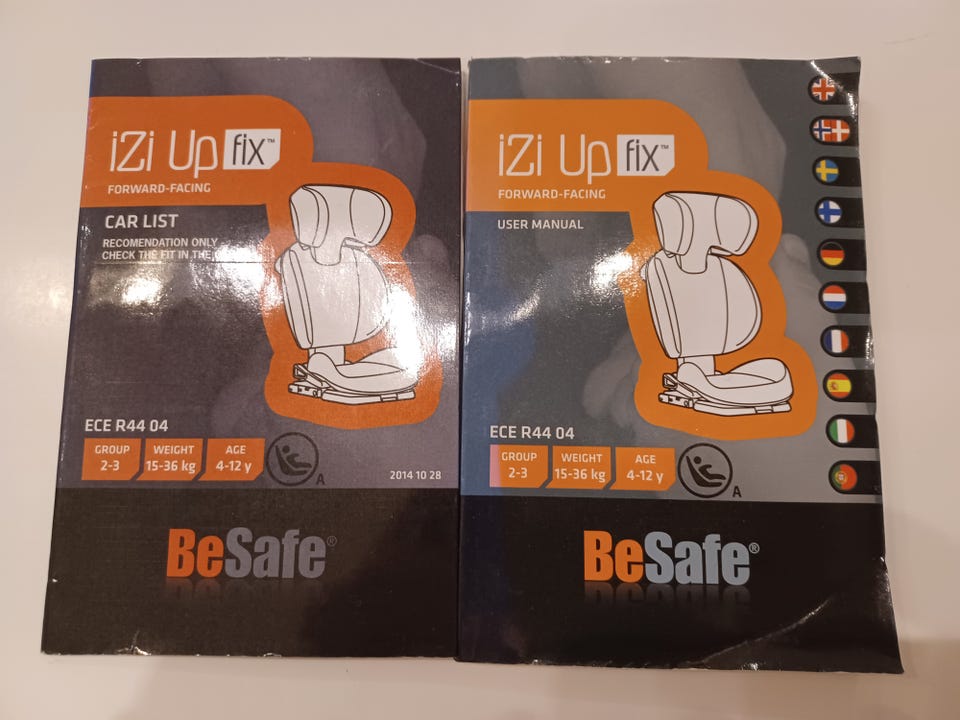 iZi Up fix™
FORWARD-FACING
CAR LIST
RECOMENDATION ONLY
CHECK THE FIT IN THE
ECE R44 04
GROUP
2-3
WEIGHT
15-36 kg
AGE
4-12 y
A
2014 10 28
BeSafe®
iZi Up fix™
FORWARD-FACING
USER MANUAL
ECE R44 04
GROUP
2-3
WEIGHT
15-36 kg
AGE
4-12 y
A
BeSafe®